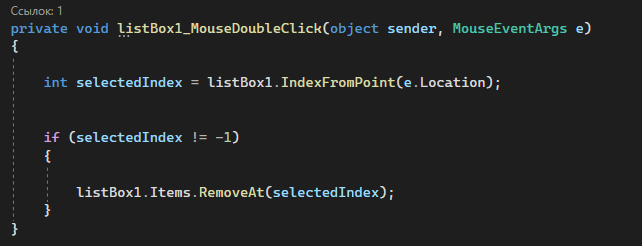 Ссылок: 1
private void listBox1_MouseDoubleClick(object sender, MouseEventArgs e)
{
int selectedIndex = listBox1.IndexFromPoint(e.Location);
if (selectedIndex != -1)
{
listBox1.Items.RemoveAt(selectedIndex);
}
}